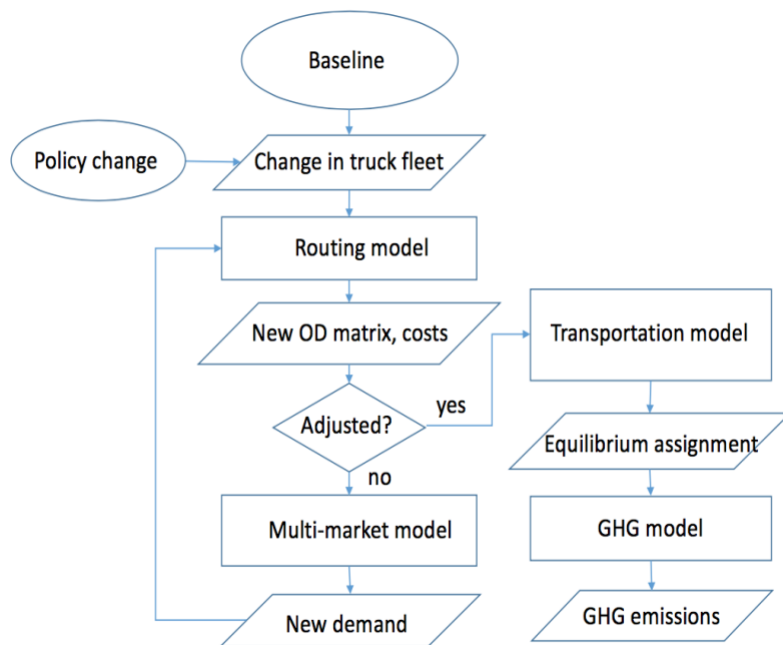 Baseline
Policy change
Change in truck fleet
Routing model
New OD matrix, costs
Transportation model
yes
Adjusted?
Equilibrium assignment
no
Multi-market model
GHG model
New demand
GHG emissions